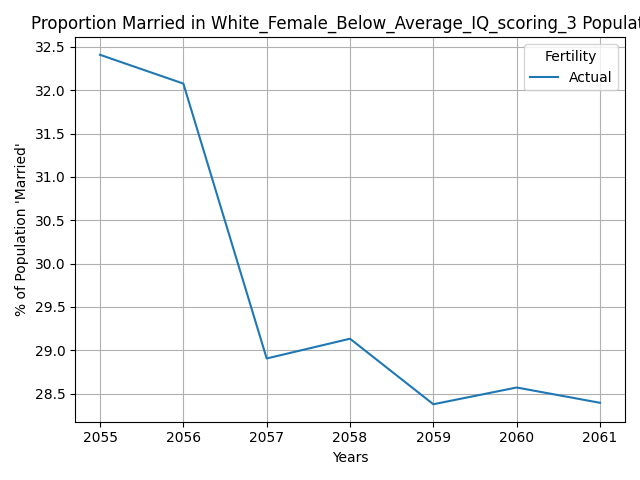 Proportion Married in White_Female_Below_Average_IQ_scoring_3
32.5
32.0
31.5
31.0
30.5
30.0
29.5
29.0
28.5
% of Population 'Married'
Fertility
Actual
2055 2056 2057 2058 2059 2060 2061
Years